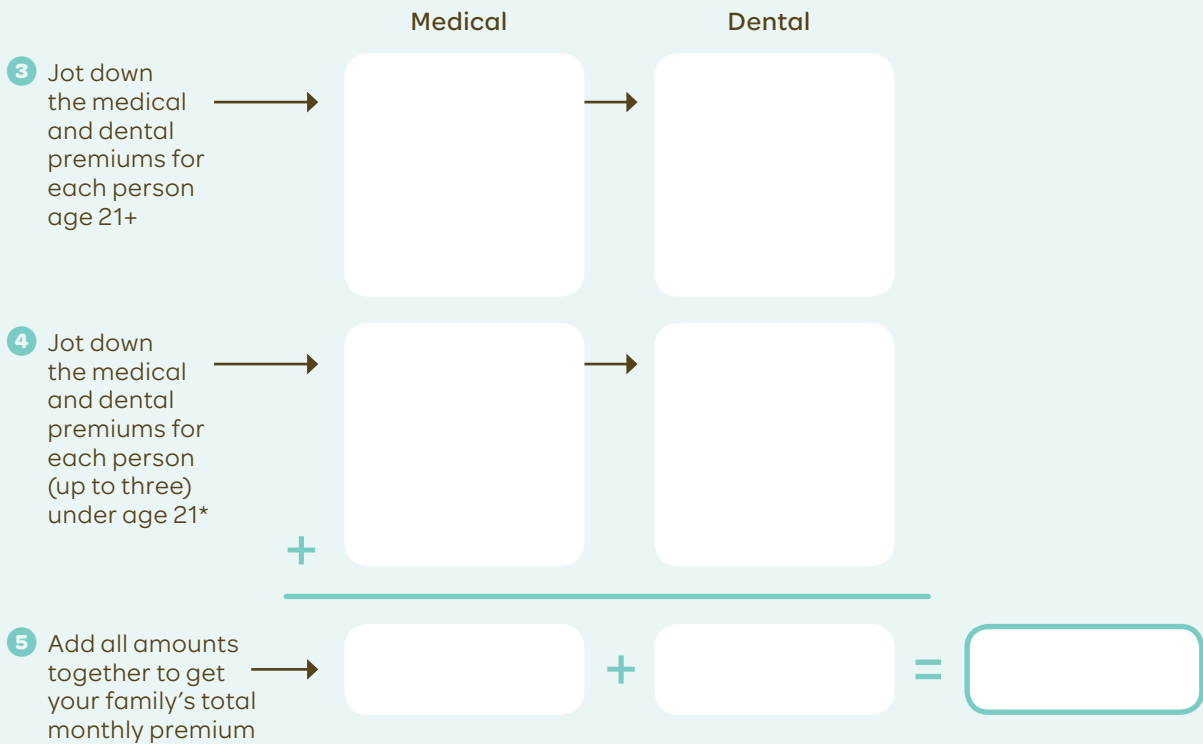 Medical
Dental
3 Jot down
the medical
and dental
premiums for
each person
age 21+
4 Jot down
the medical
and dental
premiums for
each person
(up to three)
under age 21*
+
5 Add all amounts
together to get
your family’s total
monthly premium
+
=